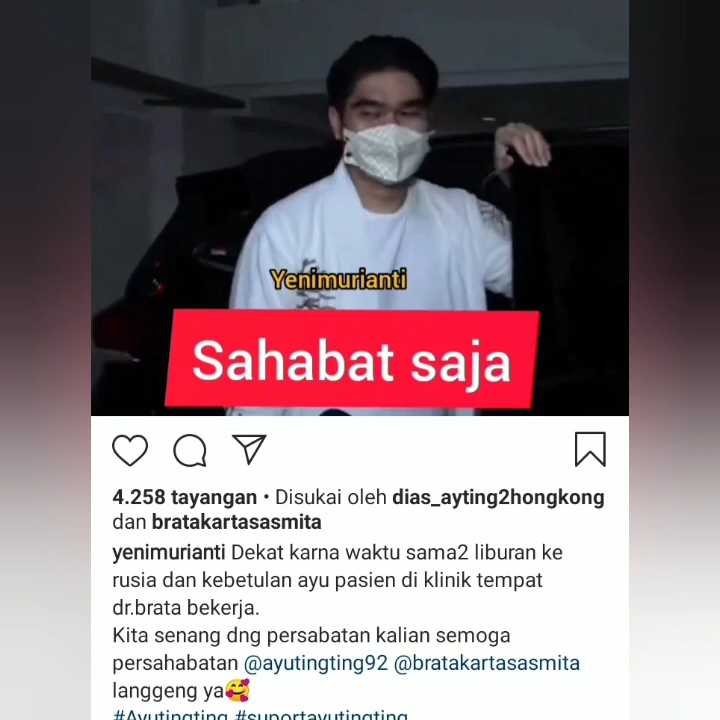 Yenimurianti
Sahabat saja
4.258 tayangan • Disukai oleh dias_ayting2hongkong
dan bratakartasasmita
yenimurianti Dekat karna waktu sama2 liburan ke
rusia dan kebetulan ayu pasien di klinik tempat
dr.brata bekerja.
Kita senang dng persabatan kalian semoga
persahabatan @ayutingting92 @bratakartasasmita
langgeng ya🥰
#Ayutingting #suportayutingting